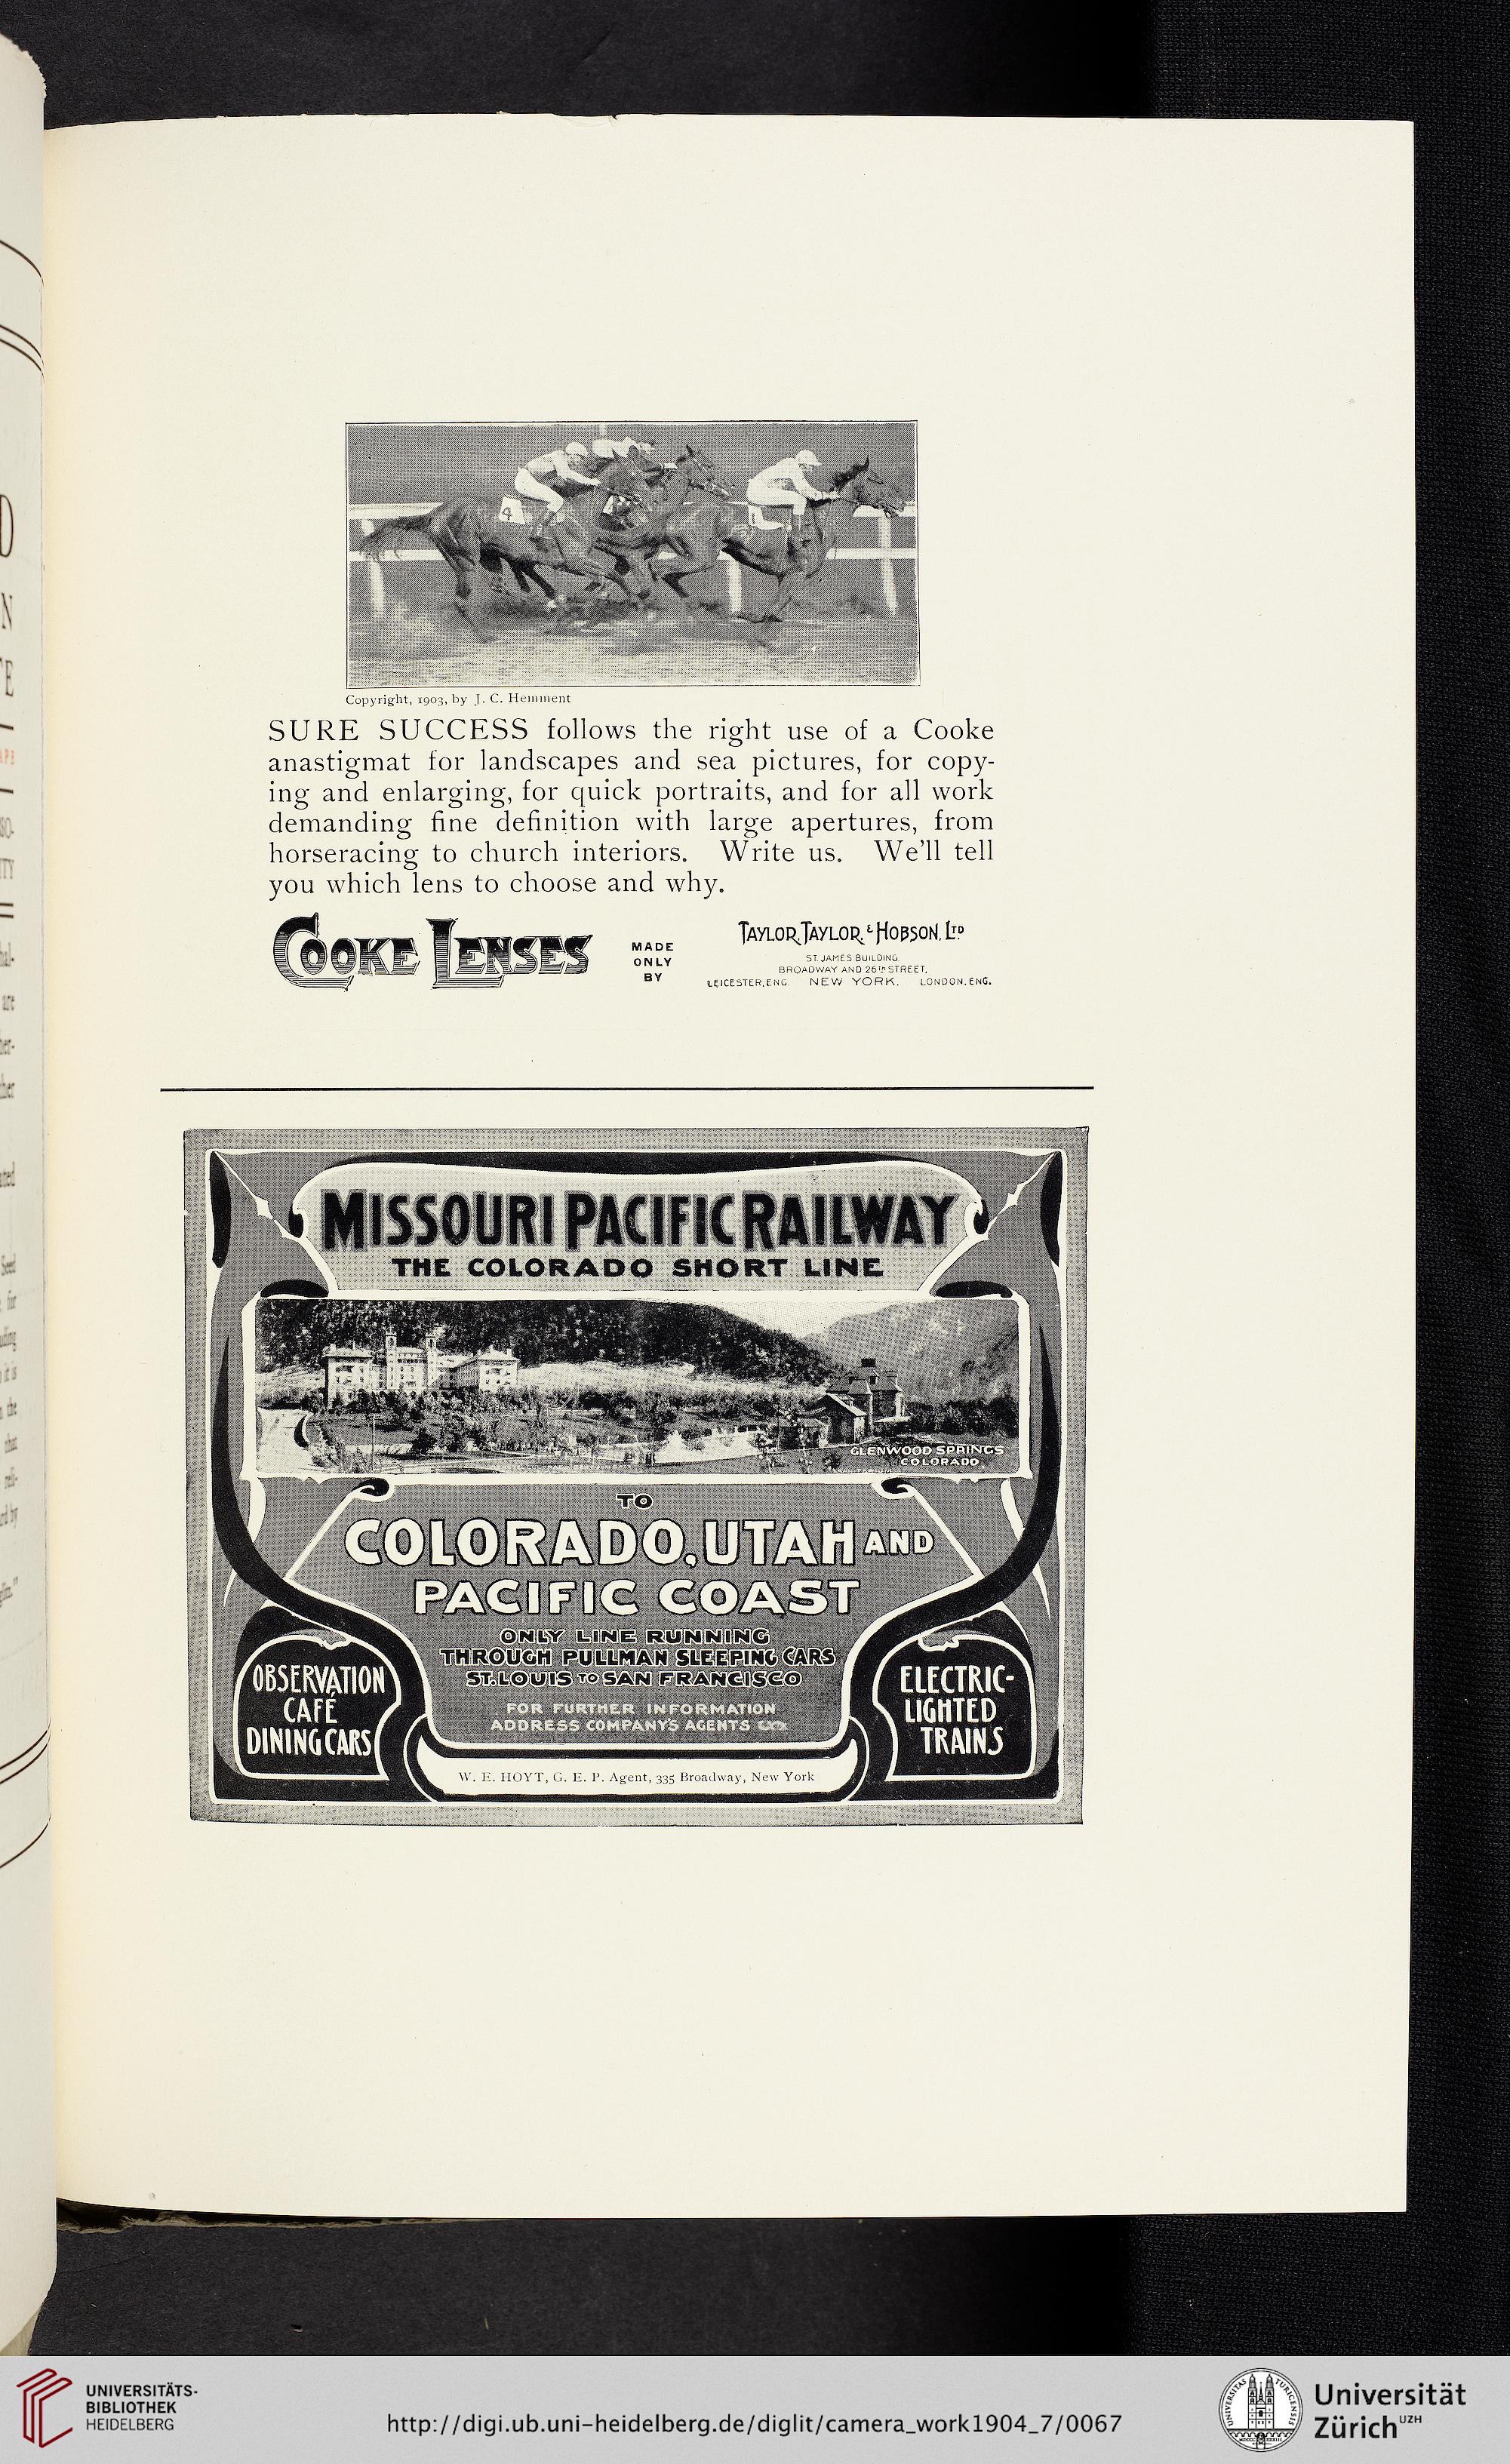 4
1
Copyright, 1903, by J. C. Hemment
SURE SUCCESS follows the right use of a Cooke
anastigmat for landscapes and sea pictures, for copy-
ing and enlarging, for quick portraits, and for all work
demanding fine definition with large apertures, from
horseracing to church interiors. Write us. We'll tell
you which lens to choose and why.
COOKE LENSES
MADE
ONLY
BY
TAYLOR, TAYLOR, & HOBSON, LTD
ST. JAMES BUILDING.
BROADWAY AND 26TH STREET,
LEICESTER, ENG. NEW YORK. LONDON, ENG.
MISSOURI PACIFIC RAILWAY
THE COLORADO SHORT LINE
GLENWOOD SPRINGS
COLORADO
TO
COLORADO, UTAH AND
PACIFIC COAST
ONLY LINE RUNNING
THROUGH PULLMAN SLEEPING CARS
ST. LOUIS TO SAN FRANCISCO
FOR FURTHER INFORMATION
ADDRESS COMPANY'S AGENTS
OBSERVATION
CAFÉ
DINING CARS
ELECTRIC-
LIGHTED
TRAINS
W. E. HOYT, G. E. P. Agent, 335 Broadway, New York
UNIVERSITÄTS-
BIBLIOTHEK
HEIDELBERG
http://digi.ub.uni-heidelberg.de/diglit/camera_work1904_7/0067
Universität
Zürich UZH